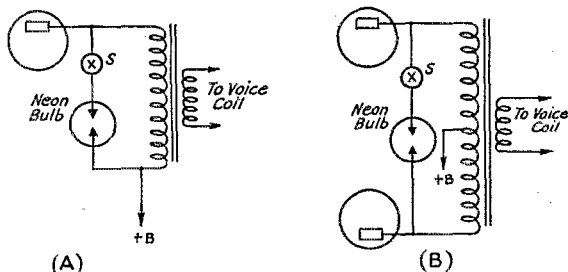 S
Neon
Bulb
To Voice
Coil
+B
(A)
S
Neon
Bulb
To Voice
Coil
+B
(B)